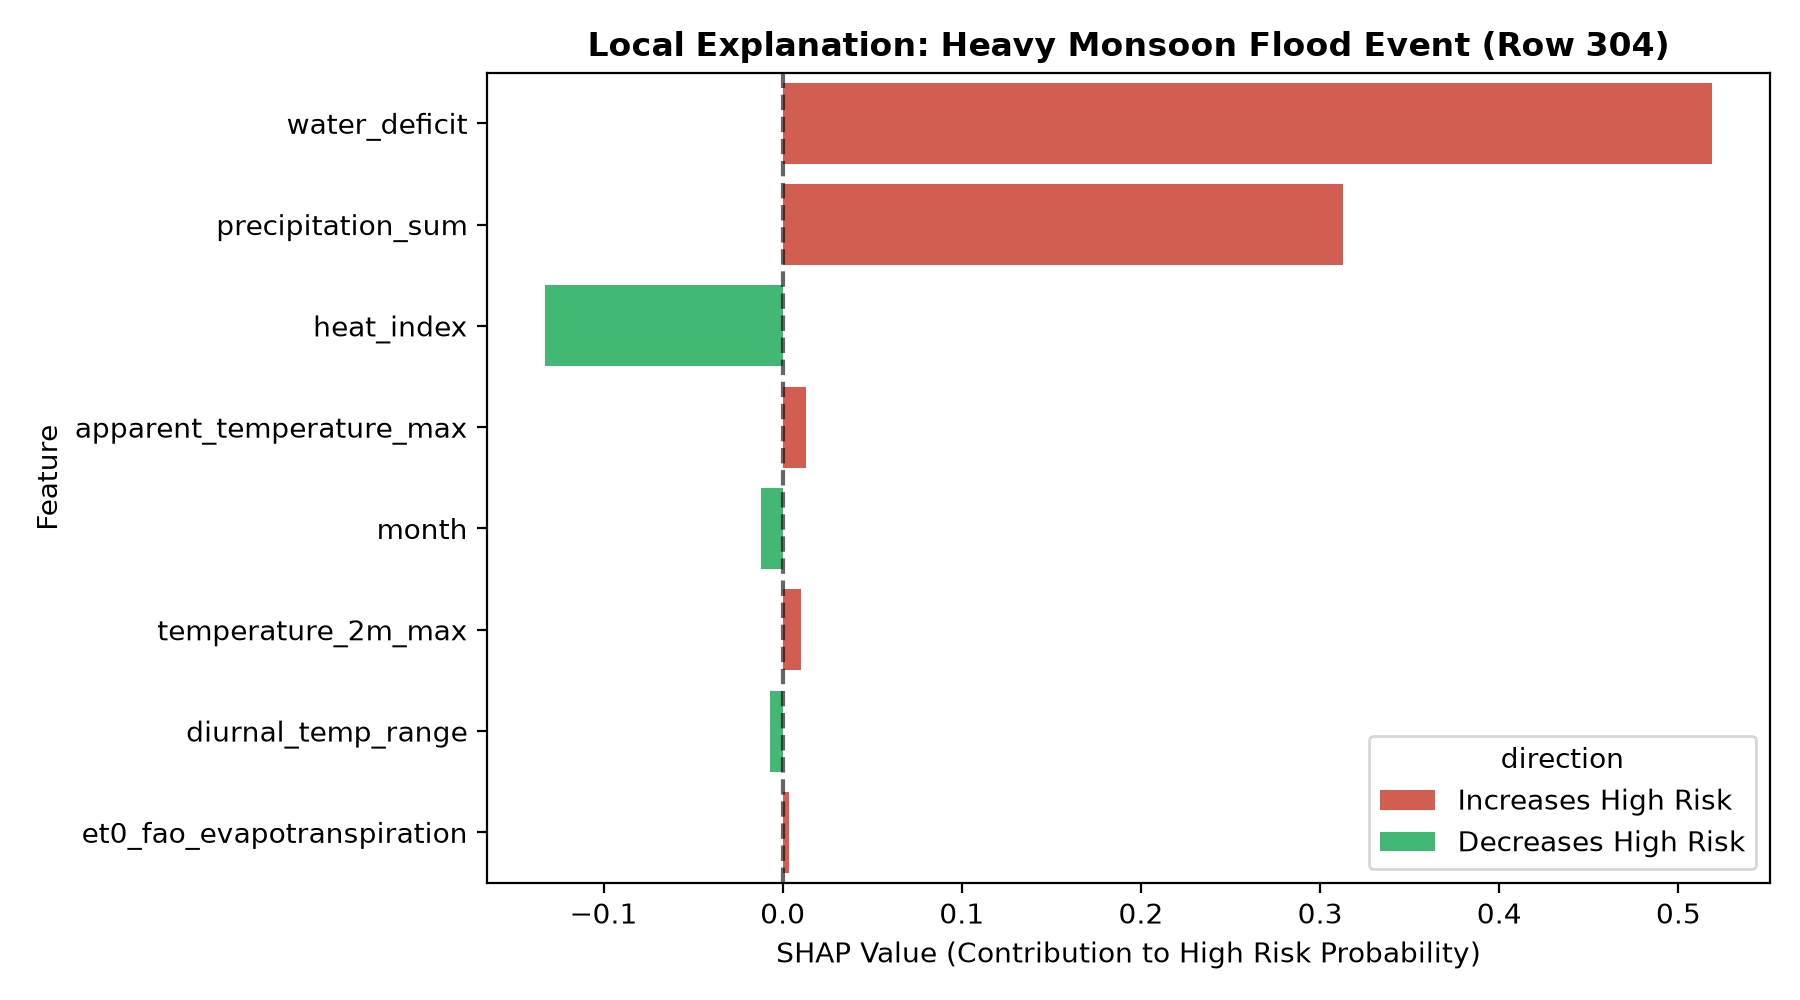 Local Explanation: Heavy Monsoon Flood Event (Row 304)
Feature
water_deficit
precipitation_sum
heat_index
apparent_temperature_max
month
temperature_2m_max
diurnal_temp_range
et0_fao_evapotranspiration
direction
Increases High Risk
Decreases High Risk
−0.1 0.0 0.1 0.2 0.3 0.4 0.5
SHAP Value (Contribution to High Risk Probability)